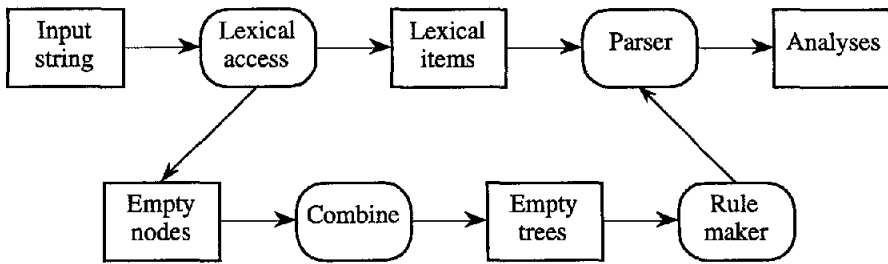 Input
string
Lexical
access
Lexical
items
Parser
Analyses
Empty
nodes
Combine
Empty
trees
Rule
maker